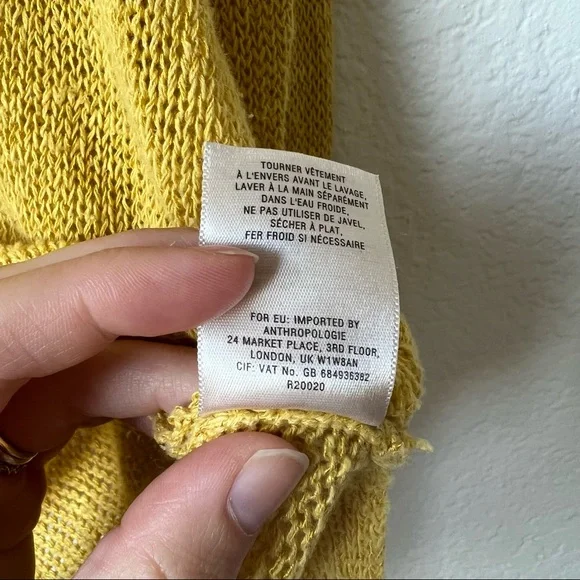 TOURNER VÊTEMENT
À L'ENVERS AVANT LE LAVAGE,
LAVER À LA MAIN SÉPARÉMENT
DANS L'EAU FROIDE,
NE PAS UTILISER DE JAVEL,
SÉCHER À PLAT,
FER FROID SI NÉCESSAIRE
FOR EU: IMPORTED BY
ANTHROPOLOGIE
24 MARKET PLACE, 3RD FLOOR,
LONDON, UK W1W8AN
CIF: VAT No. GB 684936382
R20020